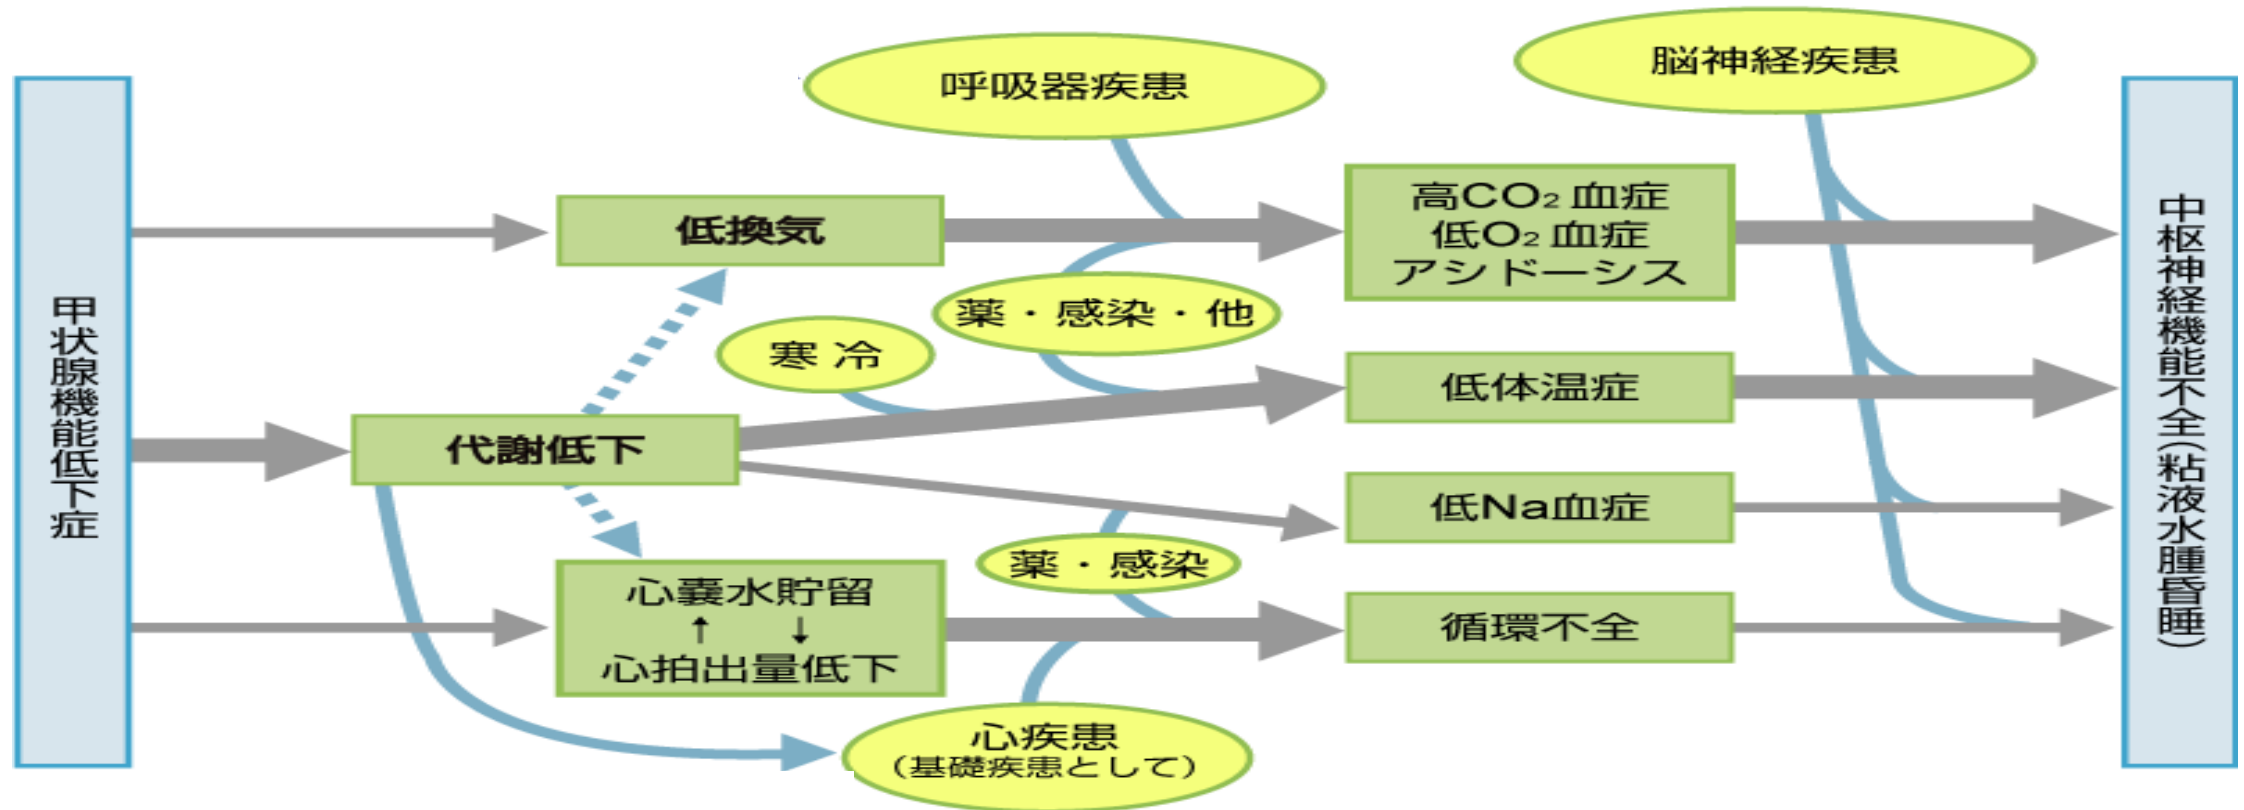 甲状腺機能低下症
呼吸器疾患
脳神経疾患
低換気
高CO₂血症
低O₂血症
アシドーシス
薬・感染・他
寒冷
代謝低下
低体温症
低Na血症
薬・感染
心嚢水貯留
↑ ↓
心拍出量低下
循環不全
心疾患
（基礎疾患として）
中枢神経機能不全（粘液水腫昏睡）